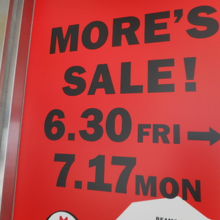 MORE'S
SALE!
6.30 FRI →
7.17 MON